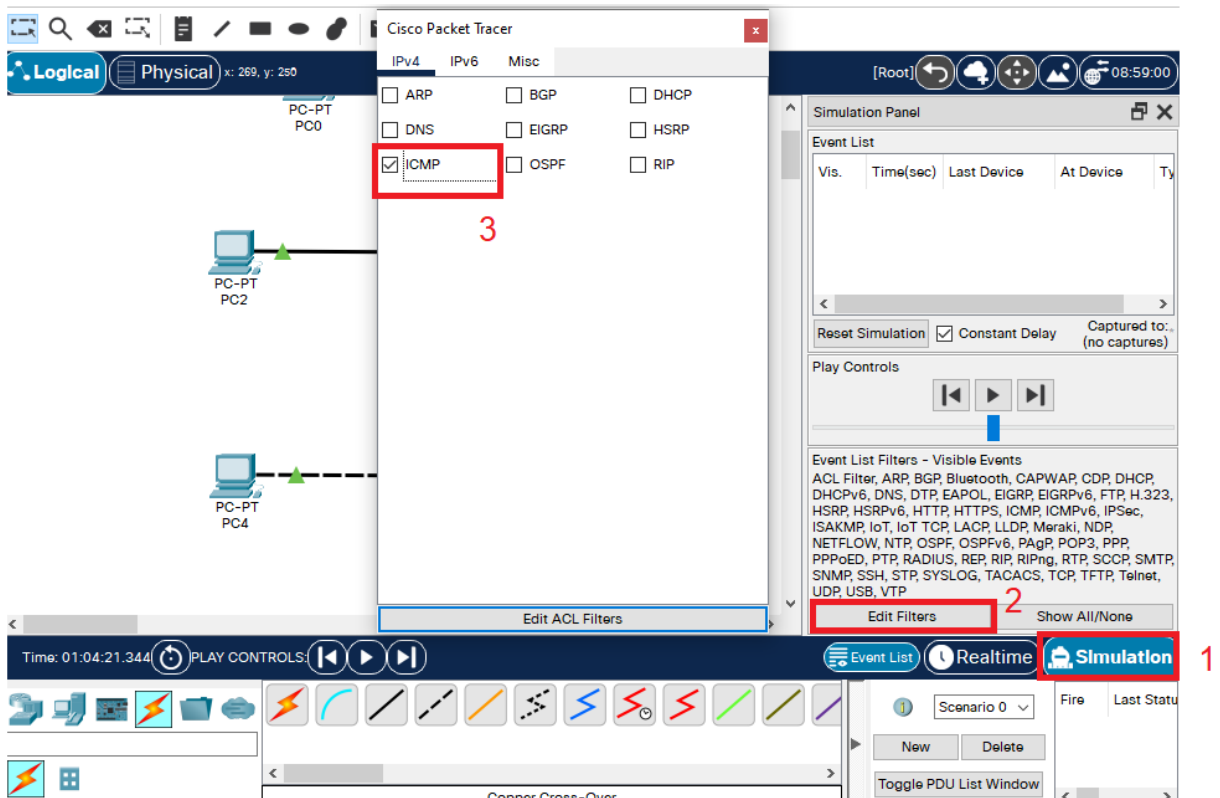 Cisco Packet Tracer
x
IPv4 IPv6 Misc
Logical
Physical
x: 269, y: 250
[Root]
08:59:00
ARP BGP DHCP
DNS EIGRP HSRP
ICMP OSPF RIP
3
PC-PT
PC0
PC-PT
PC2
PC-PT
PC4
Edit ACL Filters
Simulation Panel
Event List
Vis. Time(sec) Last Device At Device Ty
Reset Simulation Constant Delay
Captured to:
(no captures)
Play Controls
Event List Filters - Visible Events
ACL Filter, ARP, BGP, Bluetooth, CAPWAP, CDP, DHCP,
DHCPv6, DNS, DTP, EAPOL, EIGRP, EIGRPv6, FTP, H.323,
HSRP, HSRPv6, HTTP, HTTPS, ICMP, ICMPv6, IPSec,
ISAKMP, IoT, IoT TCP, LACP, LLDP, Meraki, NDP,
NETFLOW, NTP, OSPF, OSPFv6, PAgP, POP3, PPP,
PPPoED, PTP, RADIUS, REP, RIP, RIPng, RTP, SCCP, SMTP,
SNMP, SSH, STP, SYSLOG, TACACS, TCP, TFTP, Telnet,
UDP, USB, VTP
2
Edit Filters Show All/None
Time: 01:04:21.344 PLAY CONTROLS:
Event List Realtime Simulation
1
Scenario 0
Fire Last Statu
New Delete
Toggle PDU List Window
Copper Cross-Over